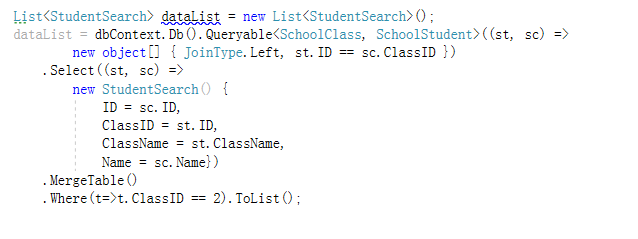 List<StudentSearch> dataList = new List<StudentSearch>();
dataList = dbContext.Db().Queryable<SchoolClass, SchoolStudent>((st, sc) =>
new object[] { JoinType.Left, st.ID == sc.ClassID })
.Select((st, sc) =>
new StudentSearch() {
ID = sc.ID,
ClassID = st.ID,
ClassName = st.ClassName,
Name = sc.Name})
.MergeTable()
.Where(t=>t.ClassID == 2).ToList();